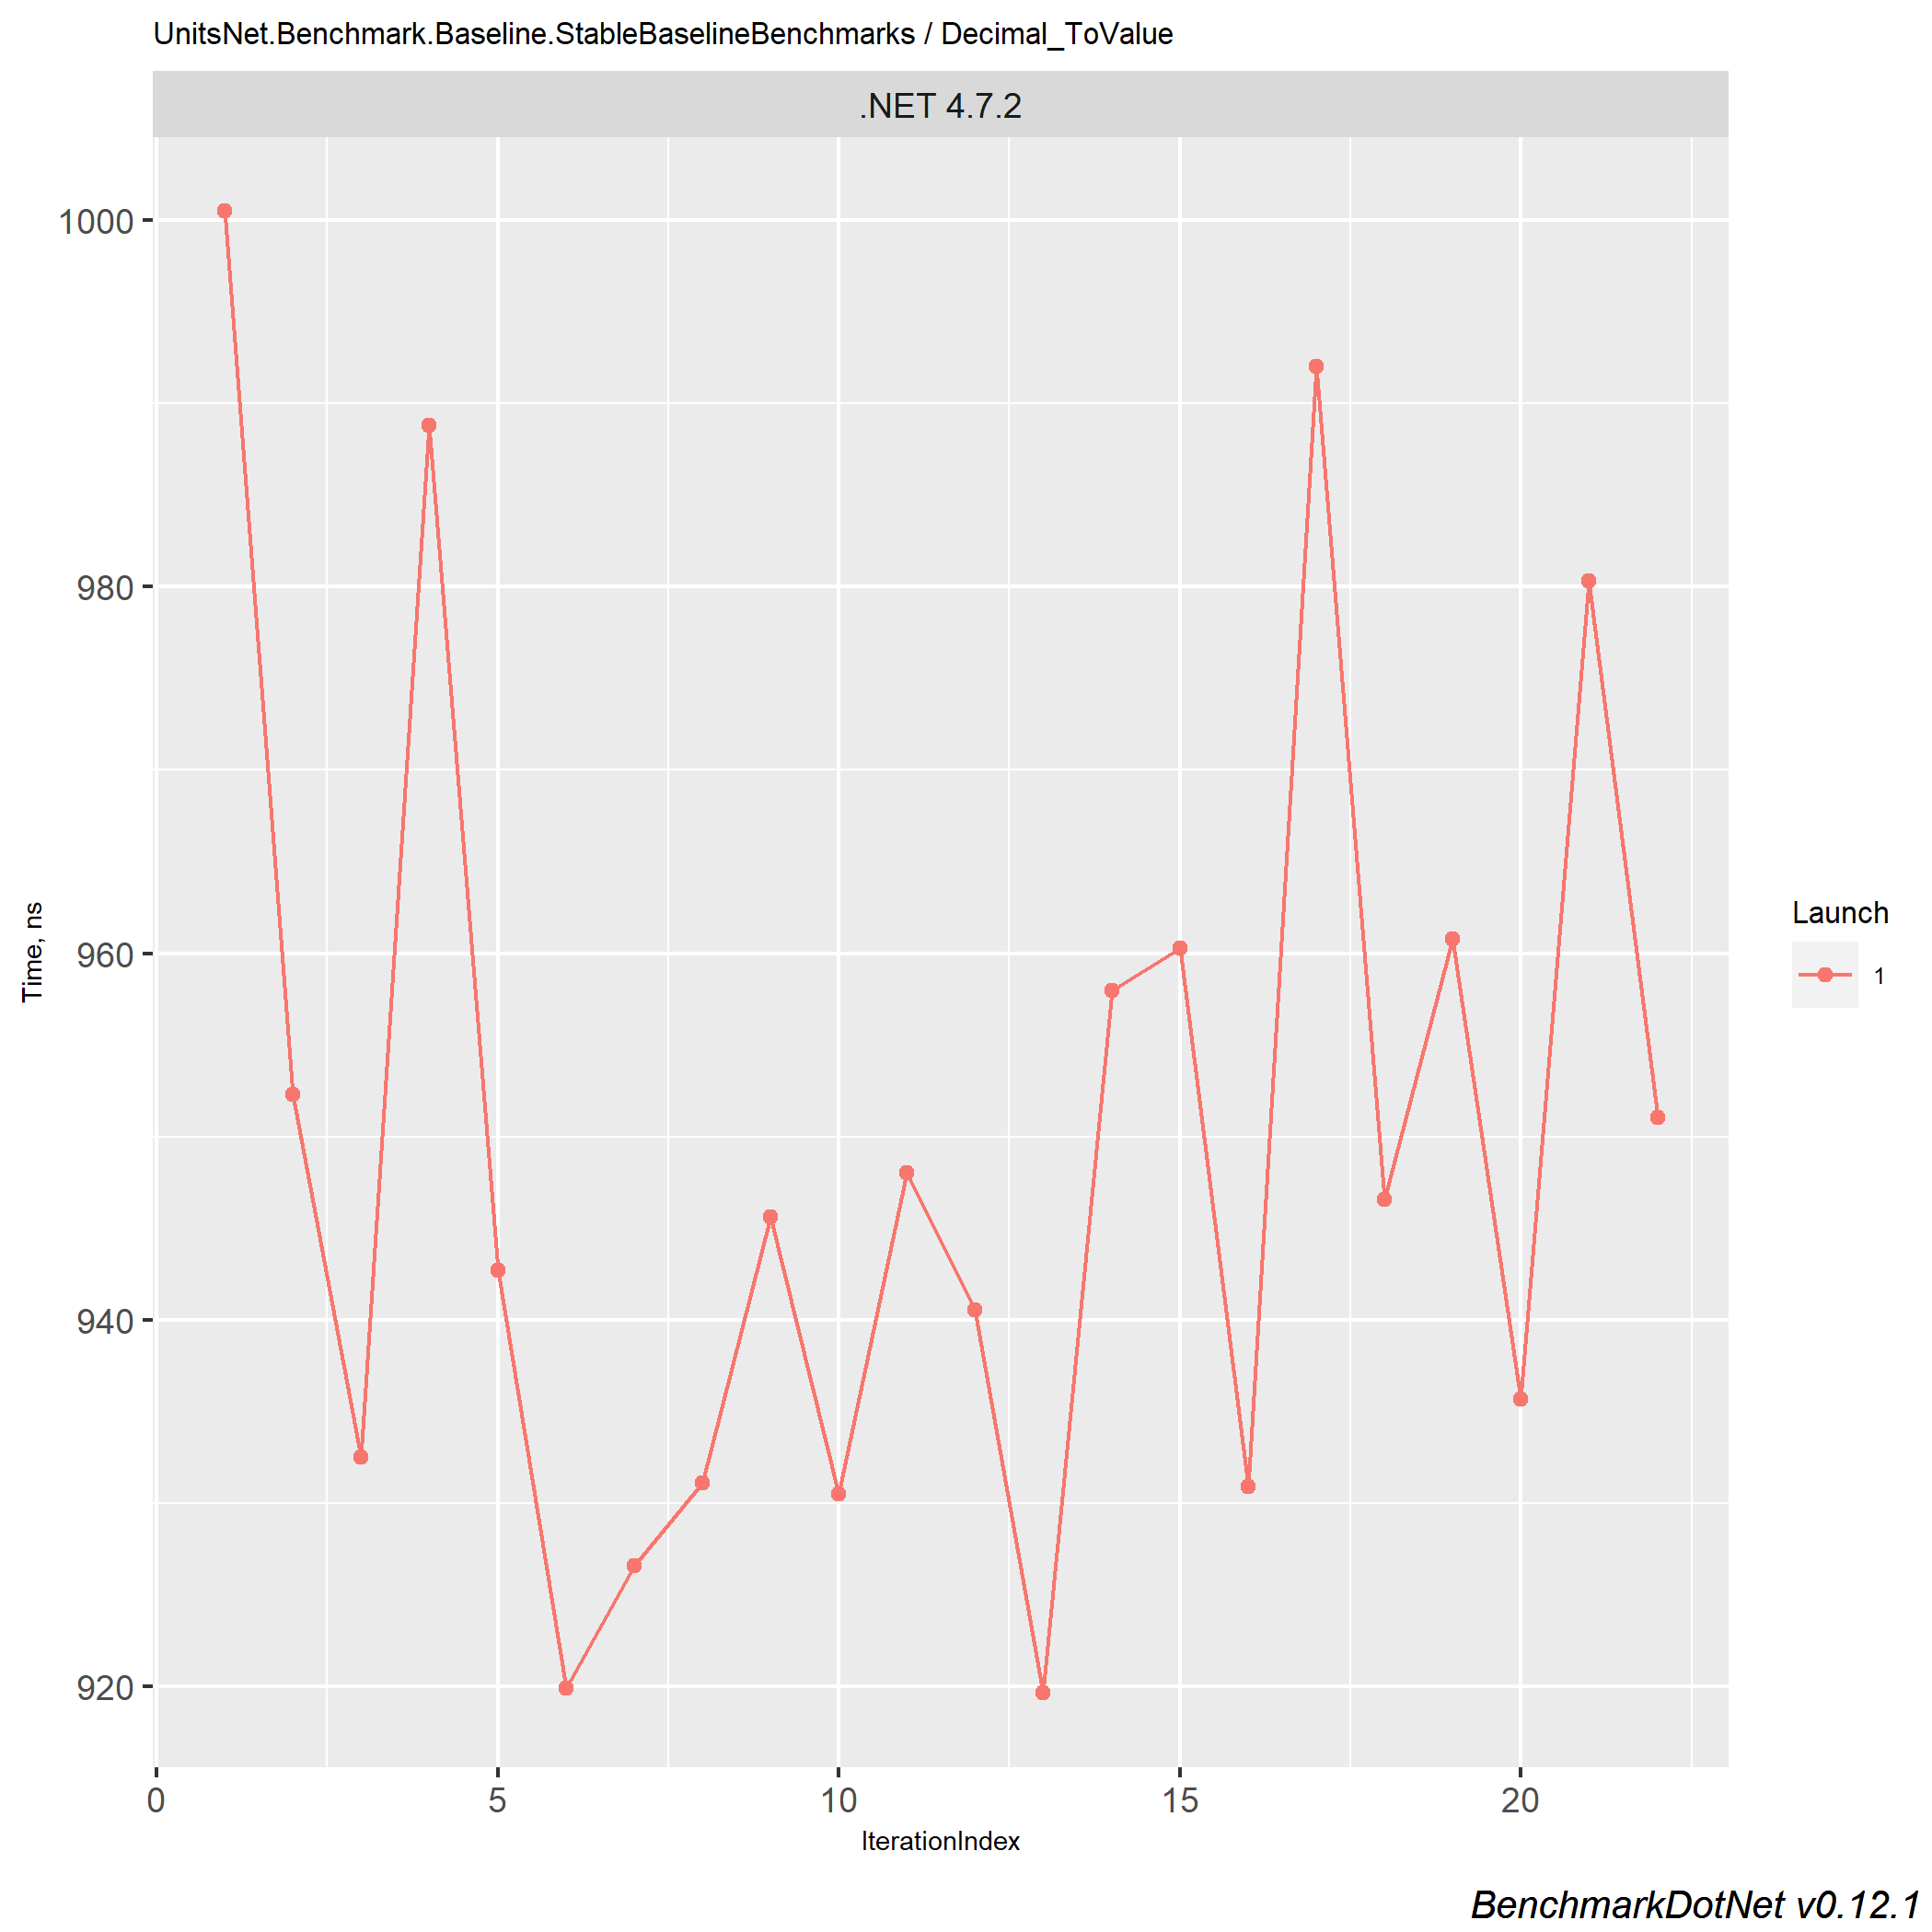 UnitsNet.Benchmark.Baseline.StableBaselineBenchmarks / Decimal_ToValue
.NET 4.7.2
1000
980
960
940
920
Time, ns
0 5 10 15 20
IterationIndex
Launch
1
BenchmarkDotNet v0.12.1